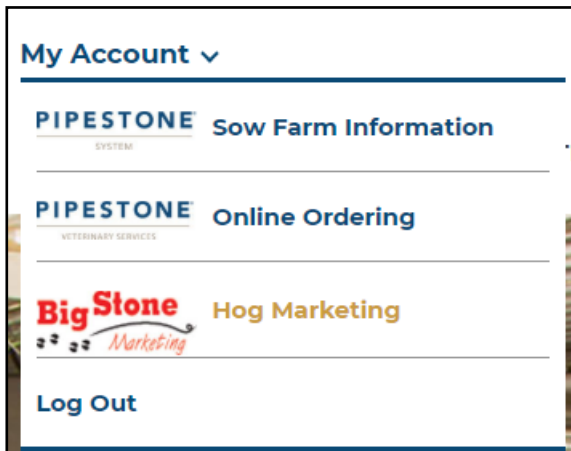 My Account
PIPESTONE
SYSTEM
Sow Farm Information
PIPESTONE
VETERINARY SERVICES
Online Ordering
Big Stone
Marketing
Hog Marketing
Log Out